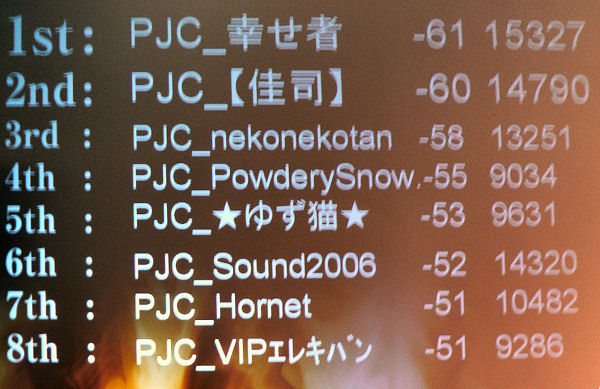 1st: PJC_幸せ者 -61 15327
2nd: PJC_【佳司】 -60 14790
3rd : PJC_nekonekotan -58 13251
4th : PJC_PowderySnow. -55 9034
5th : PJC_★ゆず猫★ -53 9631
6th : PJC_Sound2006 -52 14320
7th : PJC_Hornet -51 10482
8th : PJC_VIPｴﾚｷﾊﾞﾝ -51 9286